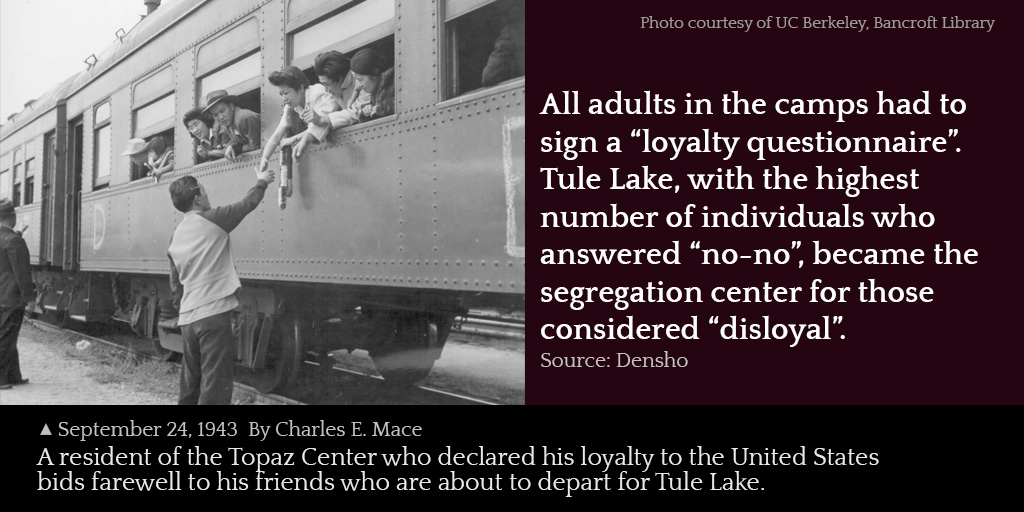 Photo courtesy of UC Berkeley, Bancroft Library
All adults in the camps had to
sign a “loyalty questionnaire”.
Tule Lake, with the highest
number of individuals who
answered “no-no”, became the
segregation center for those
considered “disloyal”.
Source: Densho
▲ September 24, 1943 By Charles E. Mace
A resident of the Topaz Center who declared his loyalty to the United States
bids farewell to his friends who are about to depart for Tule Lake.